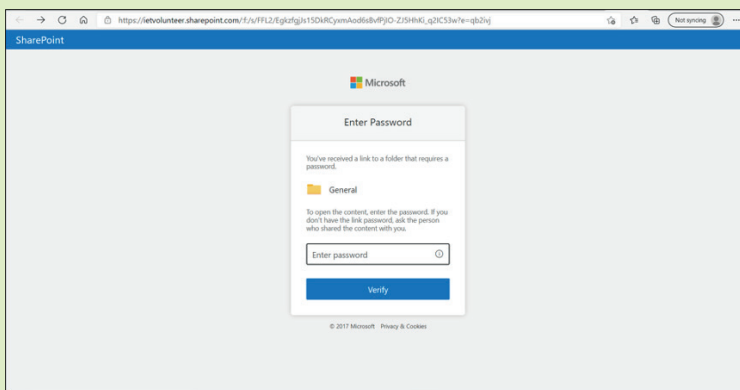 https://ietvolunteer.sharepoint.com/:f:/s/FFL2/EgkzfgjJs15DkRCyxmAod6sBvfPjIO-ZJ5HhKi_q2IC53w?e=qb2ivj
Not syncing
SharePoint
Microsoft
Enter Password
You've received a link to a folder that requires a
password.
General
To open the content, enter the password. If you
don't have the link password, ask the person
who shared the content with you.
Enter password
Verify
© 2017 Microsoft Privacy & Cookies